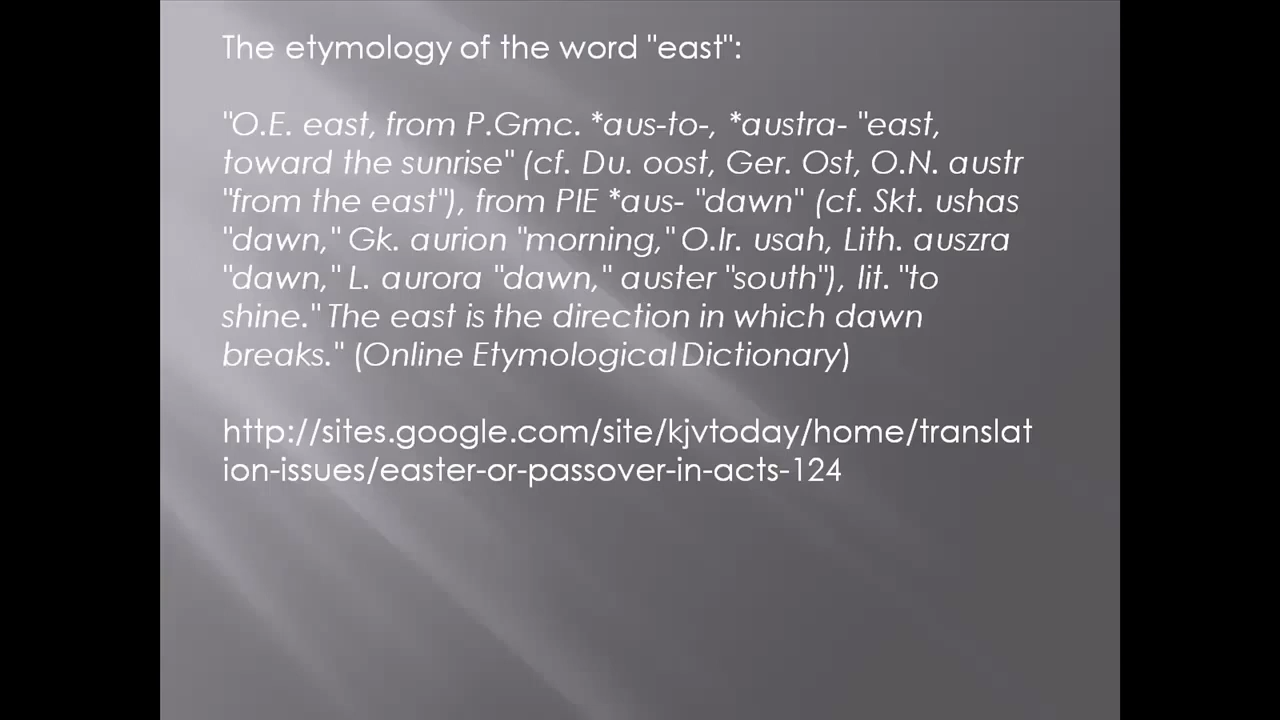 The etymology of the word "east":
"O.E. east, from P.Gmc. *aus-to-, *austra- "east,
toward the sunrise" (cf. Du. oost, Ger. Ost, O.N. austr
"from the east"), from PIE *aus- "dawn" (cf. Skt. ushas
"dawn," Gk. aurion "morning," O.Ir. usah, Lith. auszra
"dawn," L. aurora "dawn," auster "south"), lit. "to
shine." The east is the direction in which dawn
breaks." (Online Etymological Dictionary)
http://sites.google.com/site/kjvtoday/home/translat
ion-issues/easter-or-passover-in-acts-124